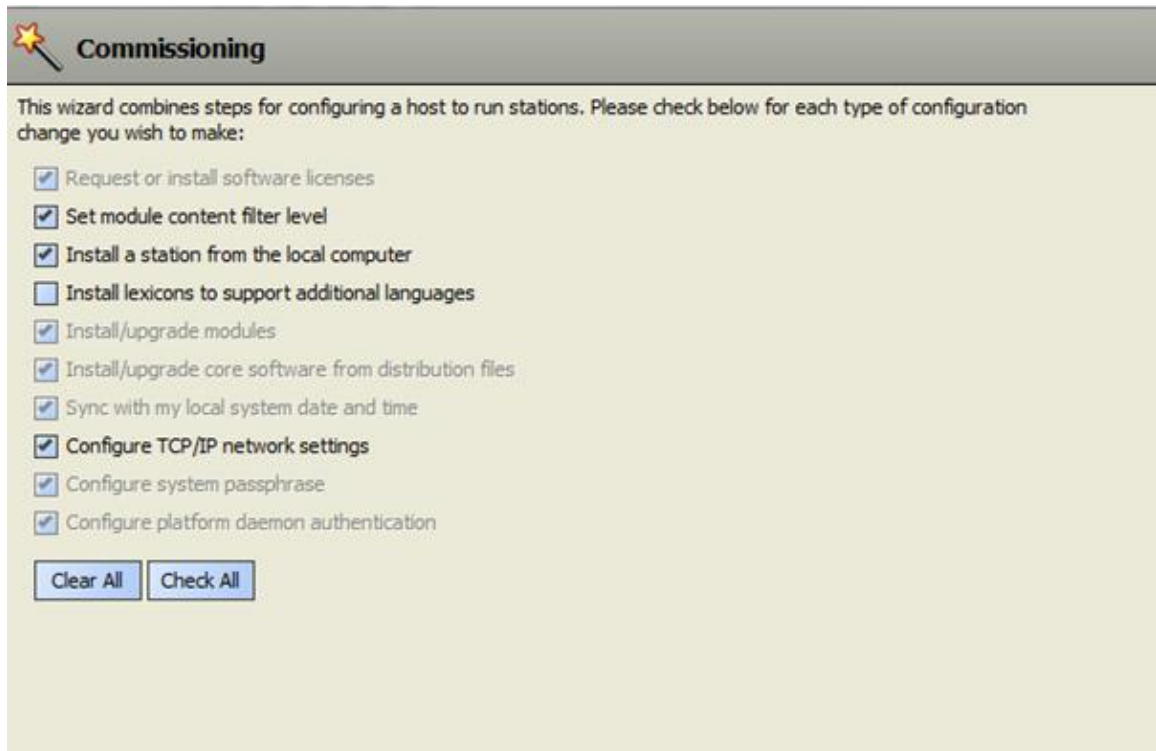 Commissioning
This wizard combines steps for configuring a host to run stations. Please check below for each type of configuration
change you wish to make:
Request or install software licenses
Set module content filter level
Install a station from the local computer
Install lexicons to support additional languages
Install/upgrade modules
Install/upgrade core software from distribution files
Sync with my local system date and time
Configure TCP/IP network settings
Configure system passphrase
Configure platform daemon authentication
Clear All Check All